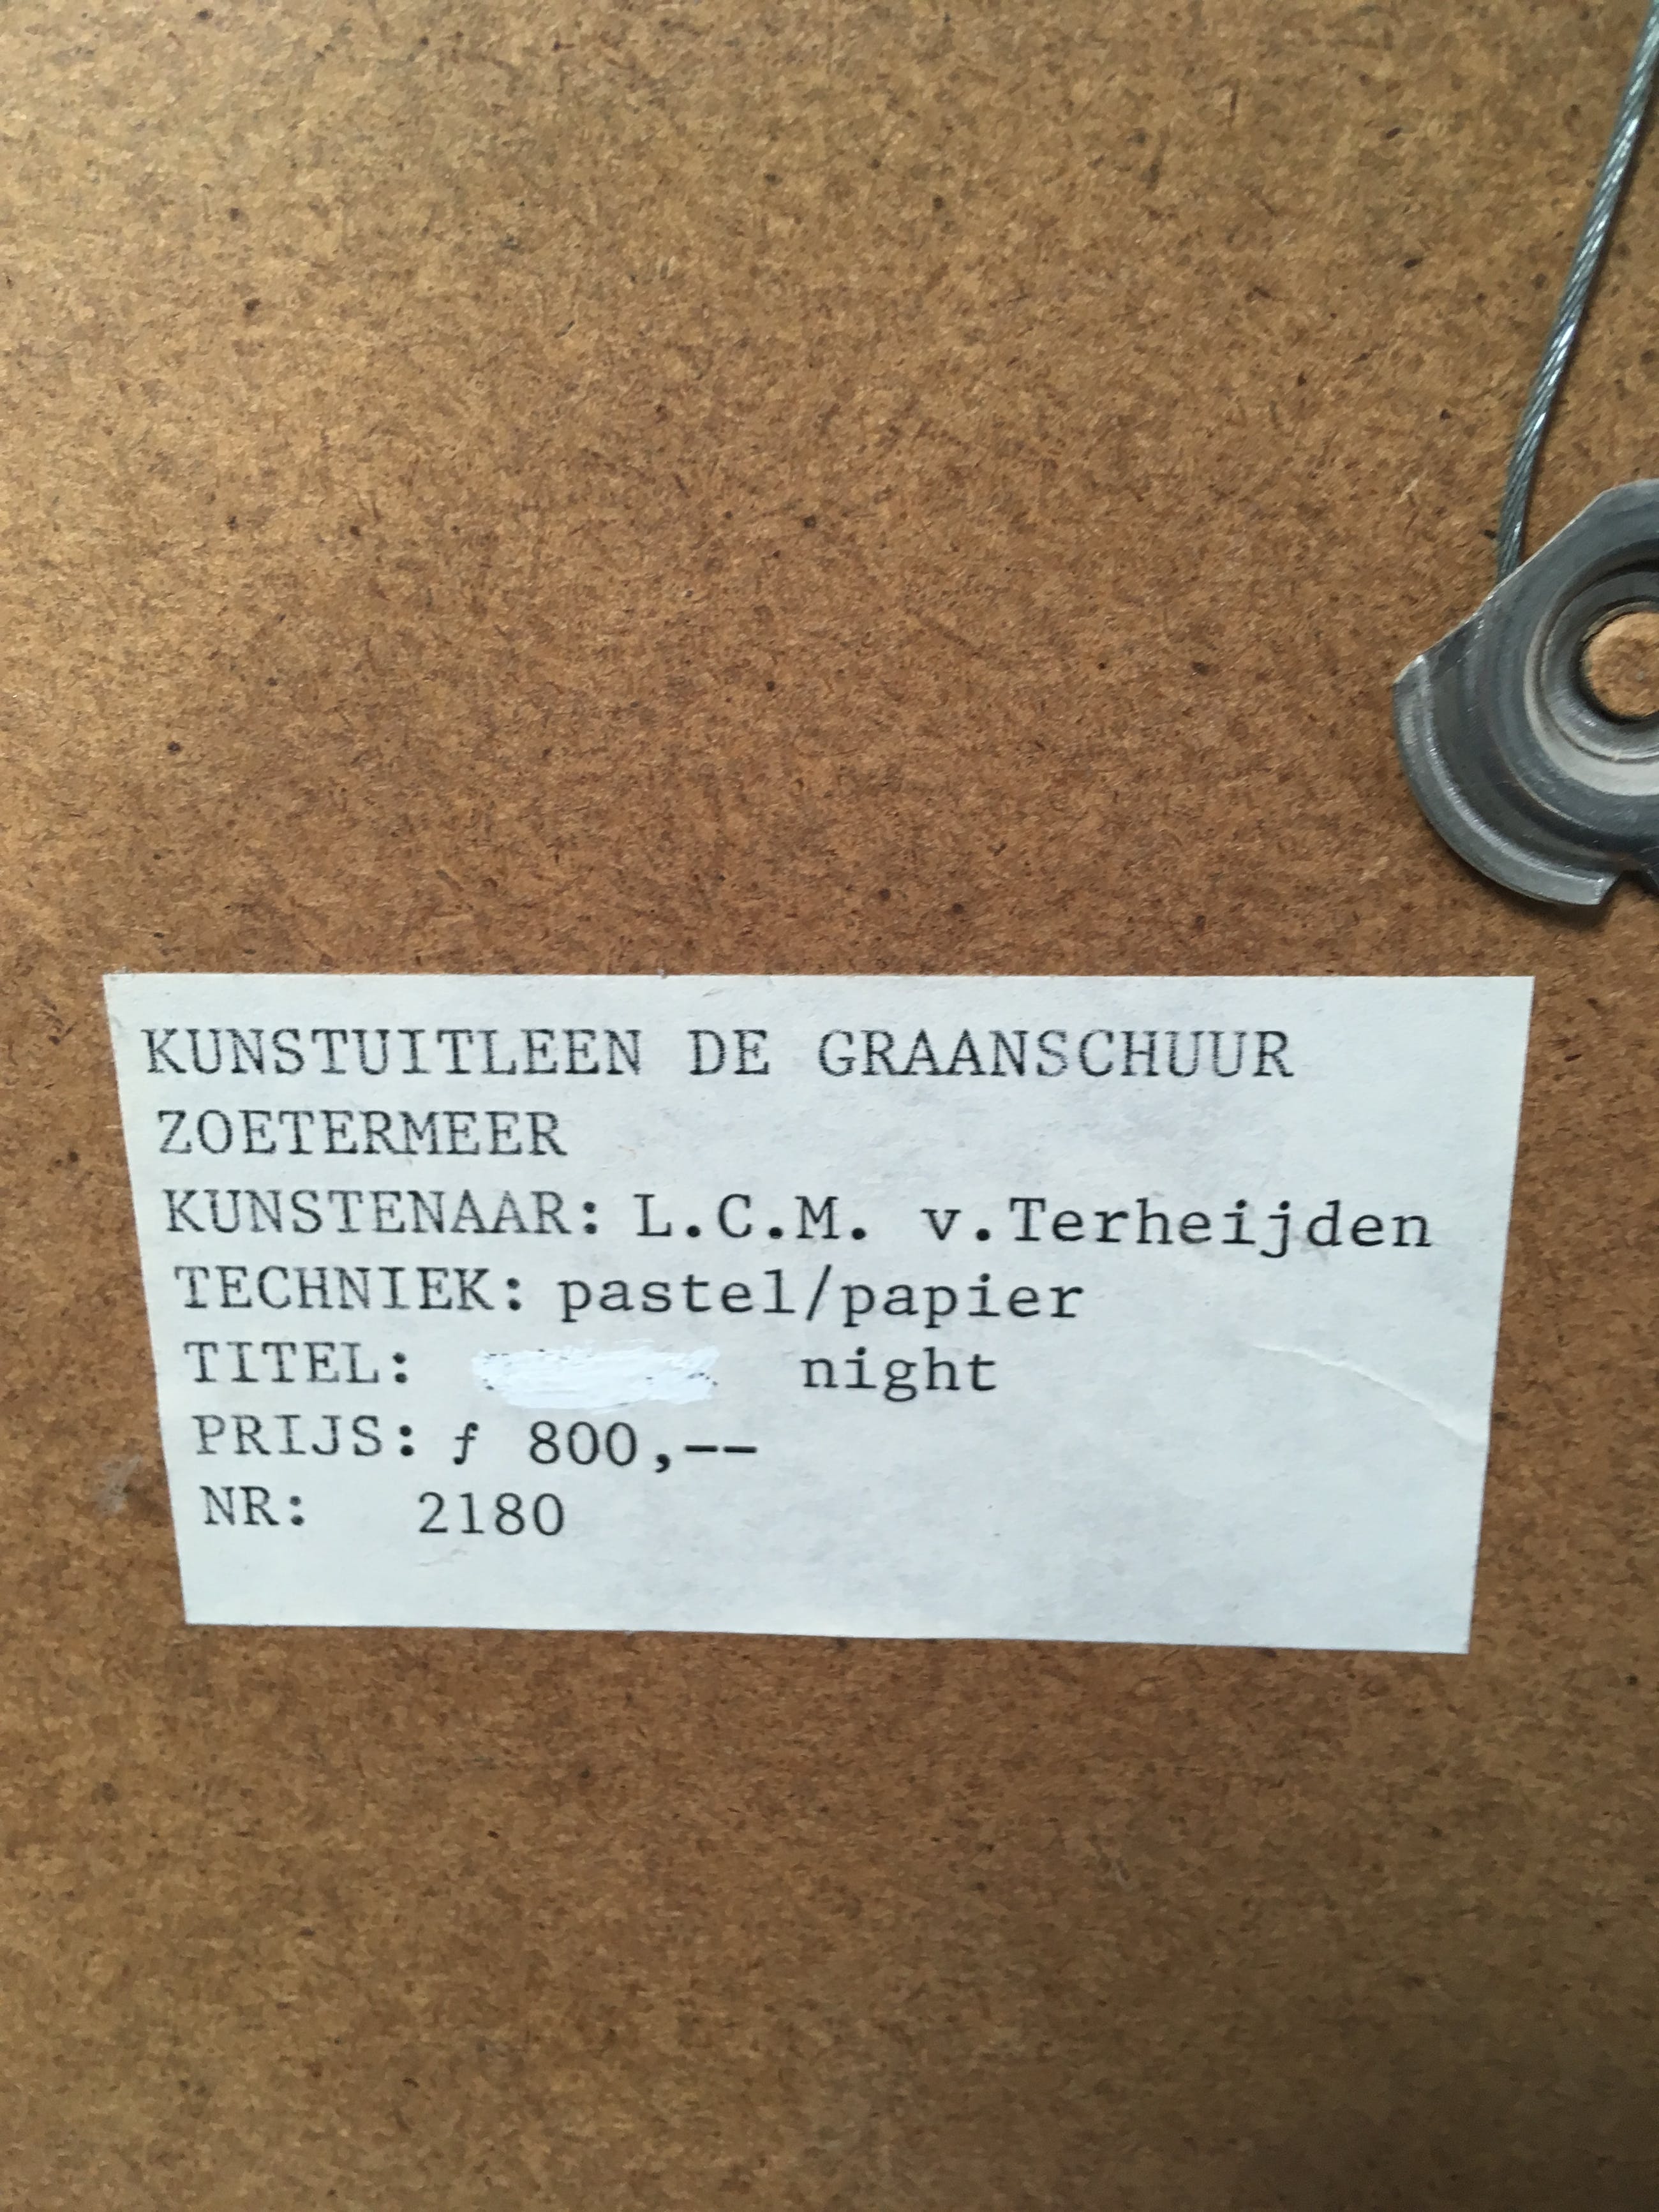 KUNSTUITLEEN DE GRAANSCHUUR
ZOETERMEER
KUNSTENAAR: L.C.M. v.Terheijden
TECHNIEK: pastel/papier
TITEL: night
PRIJS: ƒ 800,--
NR: 2180